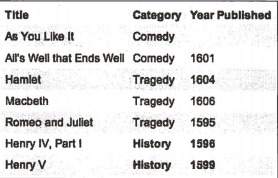 Title Category Year Published
As You Like It Comedy
All's Well that Ends Well Comedy 1601
Hamlet Tragedy 1604
Macbeth Tragedy 1606
Romeo and Juliet Tragedy 1595
Henry IV, Part I History 1596
Henry V History 1599